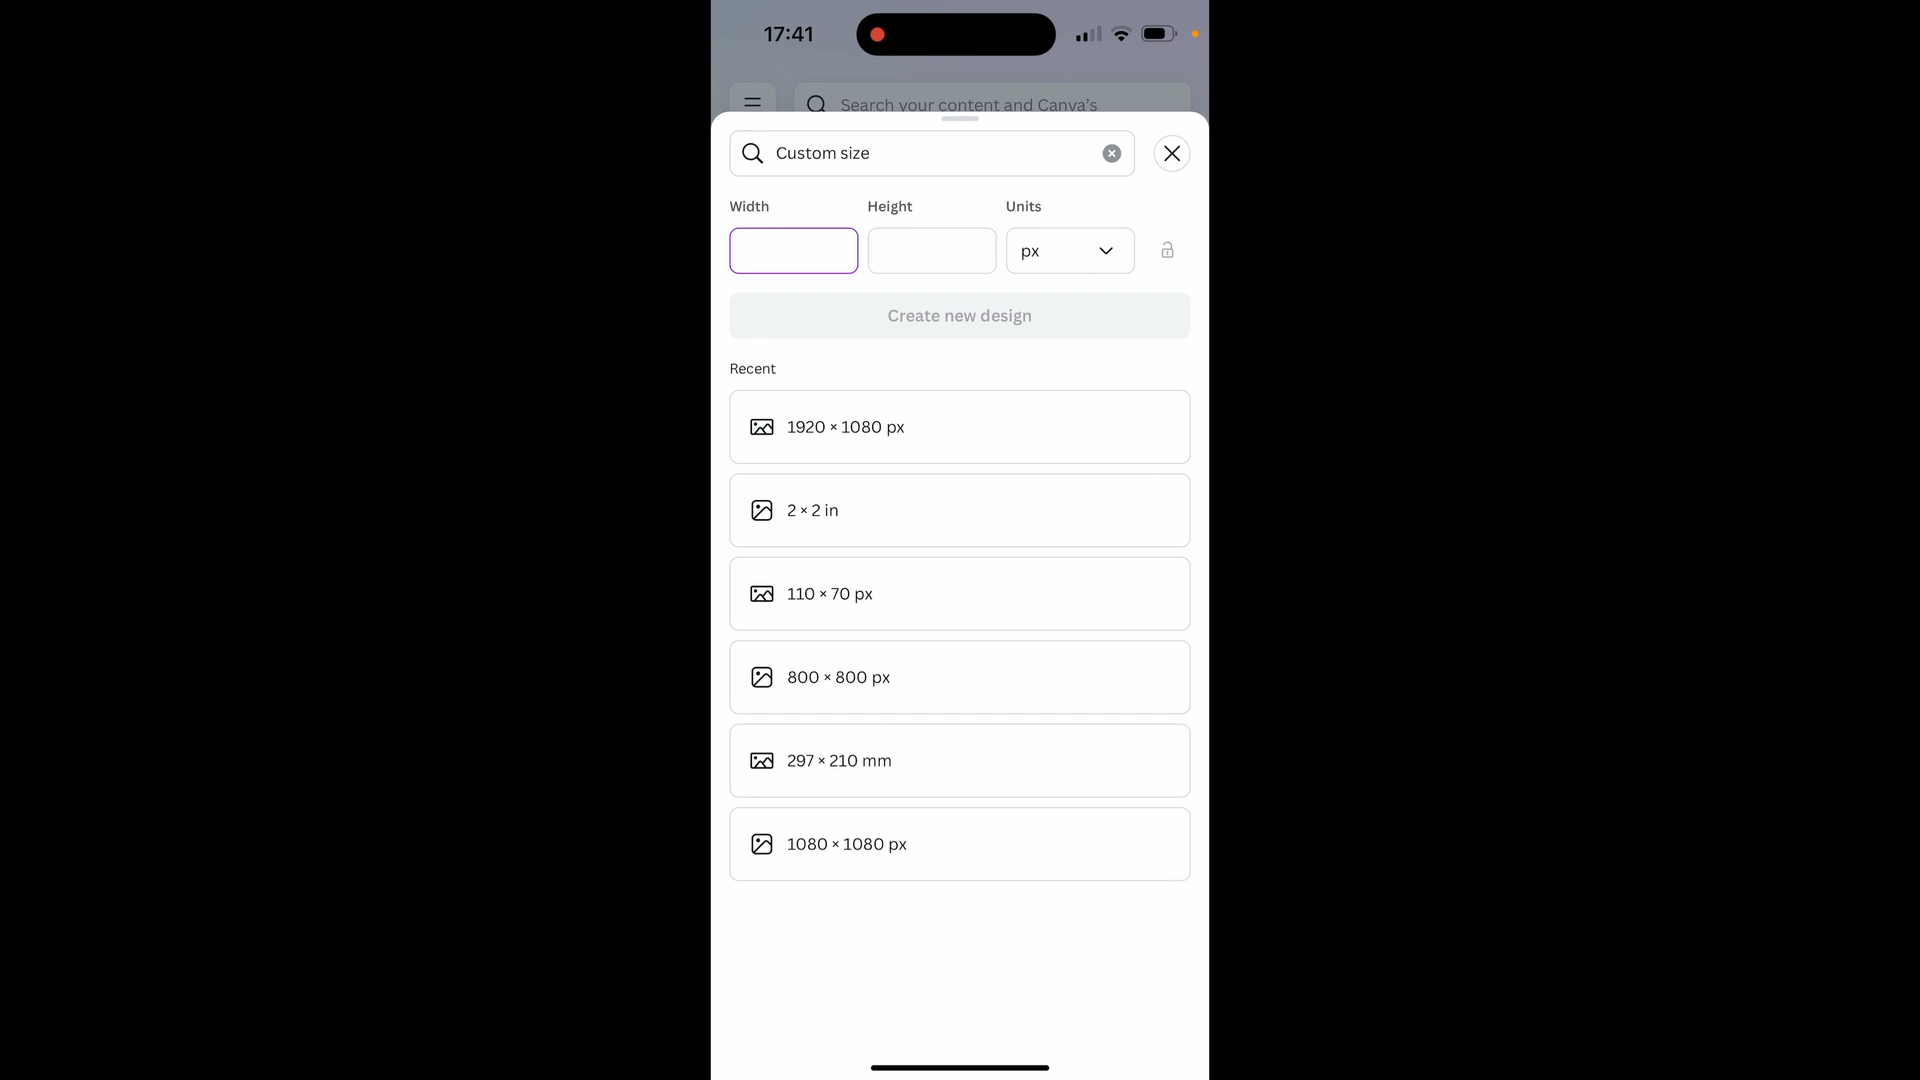 17:41
Search your content and Canva's
Custom size
Width Height Units
px
Create new design
Recent
1920 × 1080 px
2 × 2 in
110 × 70 px
800 × 800 px
297 × 210 mm
1080 × 1080 px